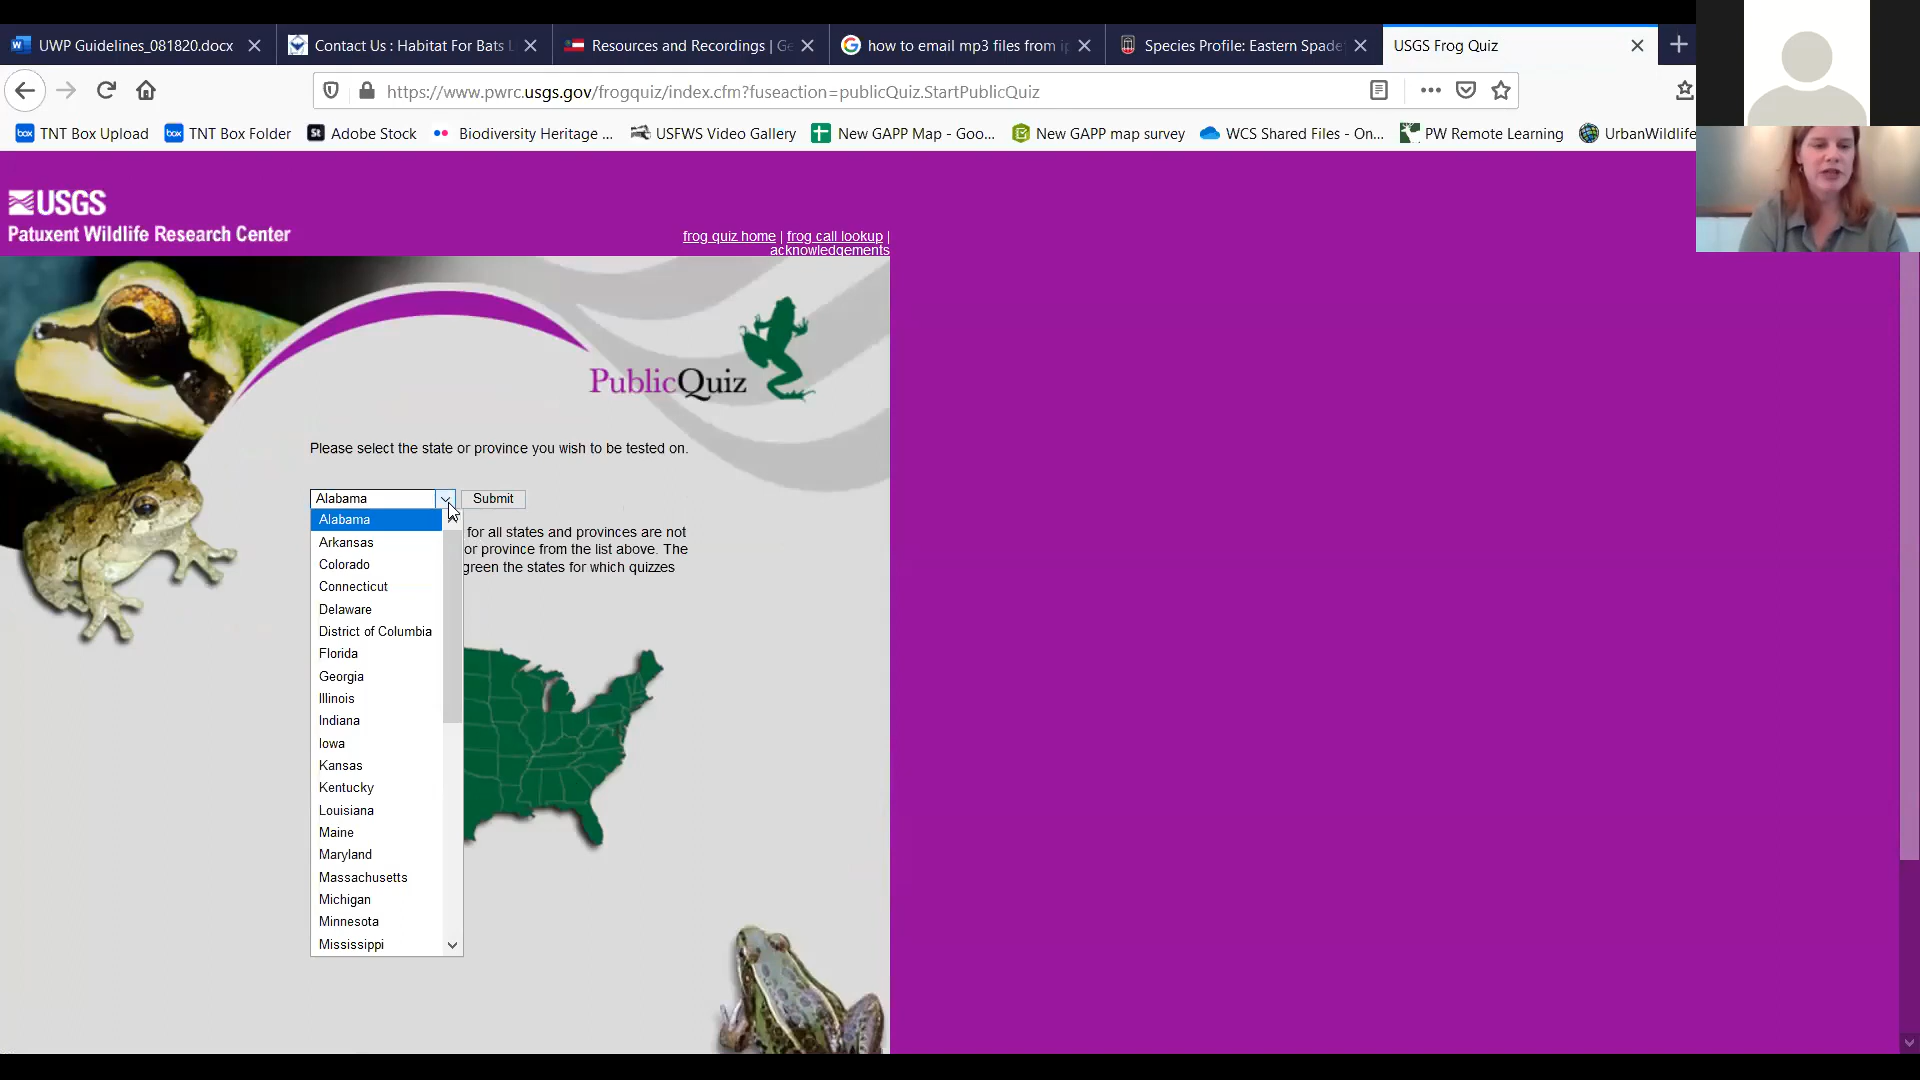 UWP Guidelines_081820.docx
Contact Us : Habitat For Bats
Resources and Recordings | Ge
how to email mp3 files from ip
Species Profile: Eastern Spade
USGS Frog Quiz
https://www.pwrc.usgs.gov/frogquiz/index.cfm?fuseaction=publicQuiz.StartPublicQuiz
box TNT Box Upload
box TNT Box Folder
St Adobe Stock
Biodiversity Heritage ...
USFWS Video Gallery
New GAPP Map - Goo...
New GAPP map survey
WCS Shared Files - On...
PW Remote Learning
UrbanWildlife
USGS
Patuxent Wildlife Research Center
frog quiz home | frog call lookup |
acknowledgements
PublicQuiz
Please select the state or province you wish to be tested on.
Alabama
Submit
for all states and provinces are not
or province from the list above. The
green the states for which quizzes
Alabama
Arkansas
Colorado
Connecticut
Delaware
District of Columbia
Florida
Georgia
Illinois
Indiana
Iowa
Kansas
Kentucky
Louisiana
Maine
Maryland
Massachusetts
Michigan
Minnesota
Mississippi